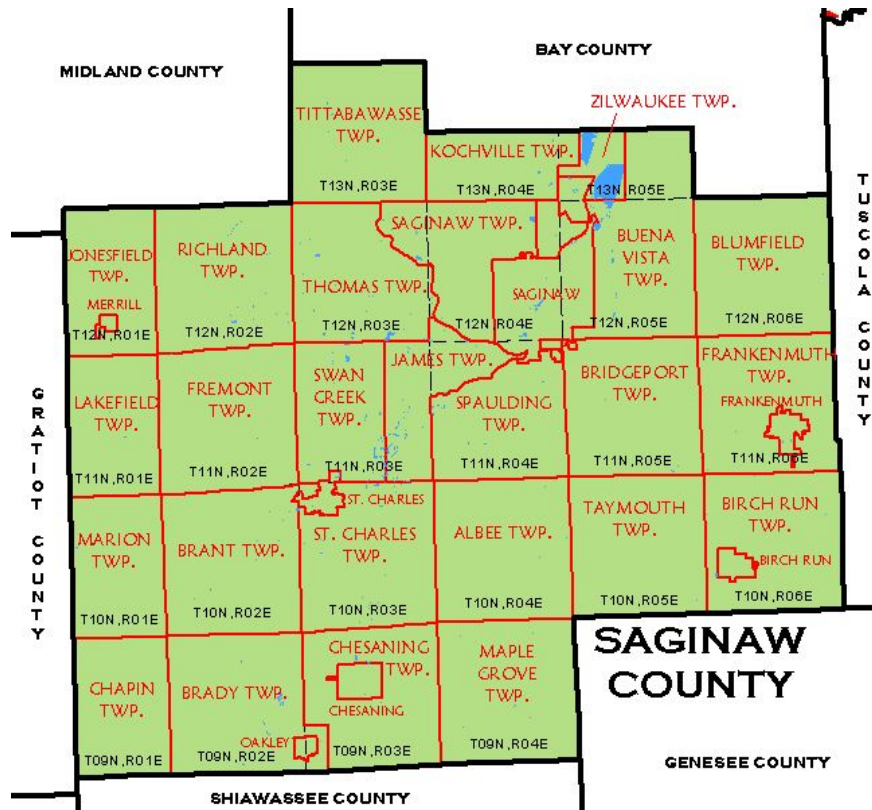 BAY COUNTY
MIDLAND COUNTY
ZILWAUKEE TWP.
TITTABAWASSE
TWP.
KOCHVILLE TWP.
T13N,R03E
T13N,R04E
T13N,R05E
TUSCOLA COUNTY
JONESFIELD
TWP.
RICHLAND
TWP.
SAGINAW TWP.
BUENA
VISTA
TWP.
BLUMFIELD
TWP.
THOMAS TWP.
SAGINAW
MERRILL
T12N,R01E
T12N,R02E
T12N,R03E
T12N,R04E
T12N,R05E
T12N,R06E
GRATIOT COUNTY
LAKEFIELD
TWP.
FREMONT
TWP.
SWAN
CREEK
TWP.
JAMES TWP.
SPAULDING
TWP.
BRIDGEPORT
TWP.
FRANKENMUTH
TWP.
FRANKENMUTH
T11N,R01E
T11N,R02E
T11N,R03E
T11N,R04E
T11N,R05E
T11N,R06E
ST. CHARLES
MARION
TWP.
BRANT TWP.
ST. CHARLES
TWP.
ALBEE TWP.
TAYMOUTH
TWP.
BIRCH RUN
TWP.
BIRCH RUN
T10N,R01E
T10N,R02E
T10N,R03E
T10N,R04E
T10N,R05E
T10N,R06E
SAGINAW
COUNTY
CHAPIN
TWP.
BRADY TWP.
CHESANING
TWP.
CHESANING
MAPLE
GROVE
TWP.
OAKLEY
T09N,R01E
T09N,R02E
T09N,R03E
T09N,R04E
GENESEE COUNTY
SHIAWASSEE COUNTY